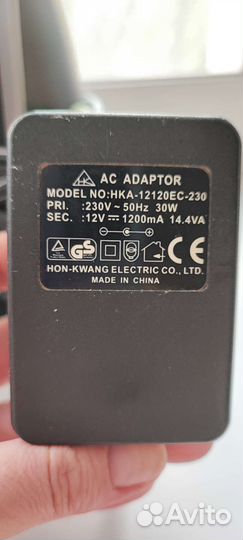 HK AC ADAPTOR
MODEL NO:HKA-12120EC-230
PRI. :230V~50Hz 30W
SEC. :12V⎓1200mA 14.4VA
GS CE
HON-KWANG ELECTRIC CO., LTD.
MADE IN CHINA
Avito